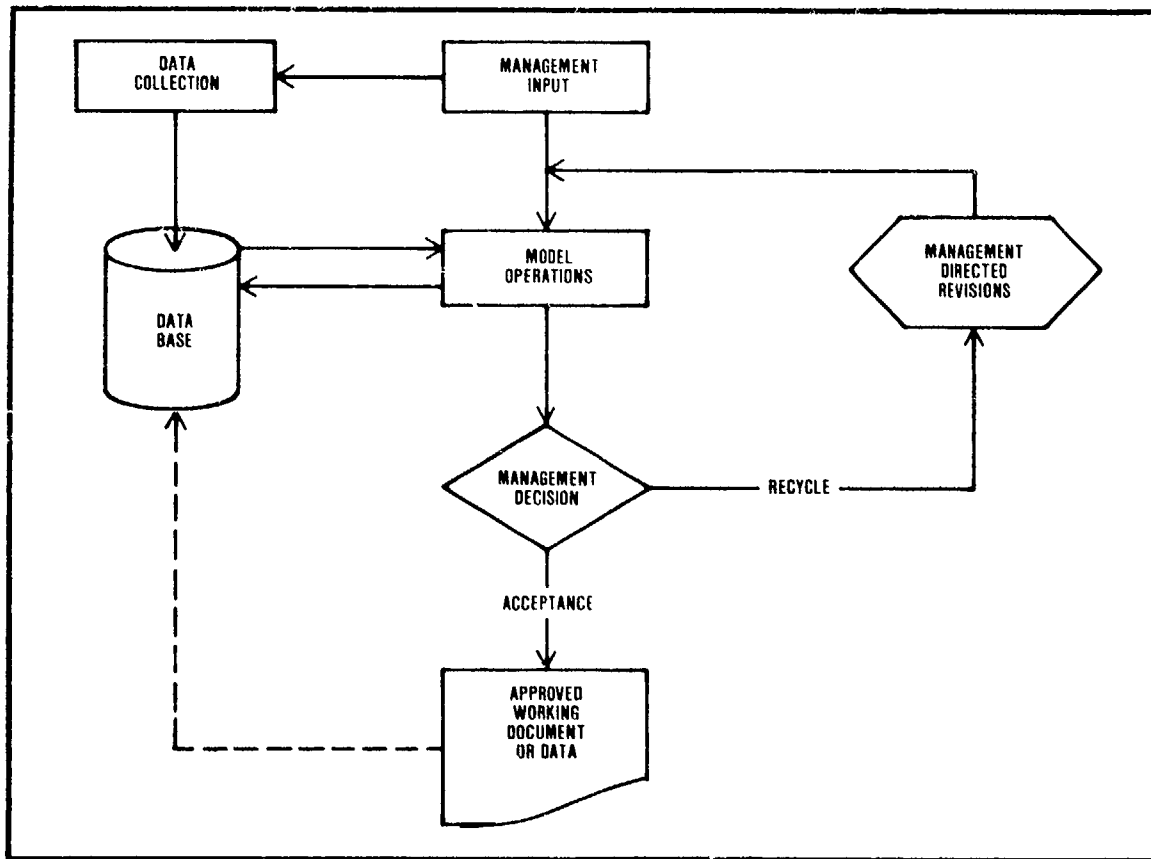 DATA
COLLECTION
MANAGEMENT
INPUT
MODEL
OPERATIONS
MANAGEMENT
DIRECTED
REVISIONS
DATA
BASE
MANAGEMENT
DECISION
RECYCLE
ACCEPTANCE
APPROVED
WORKING
DOCUMENT
OR DATA